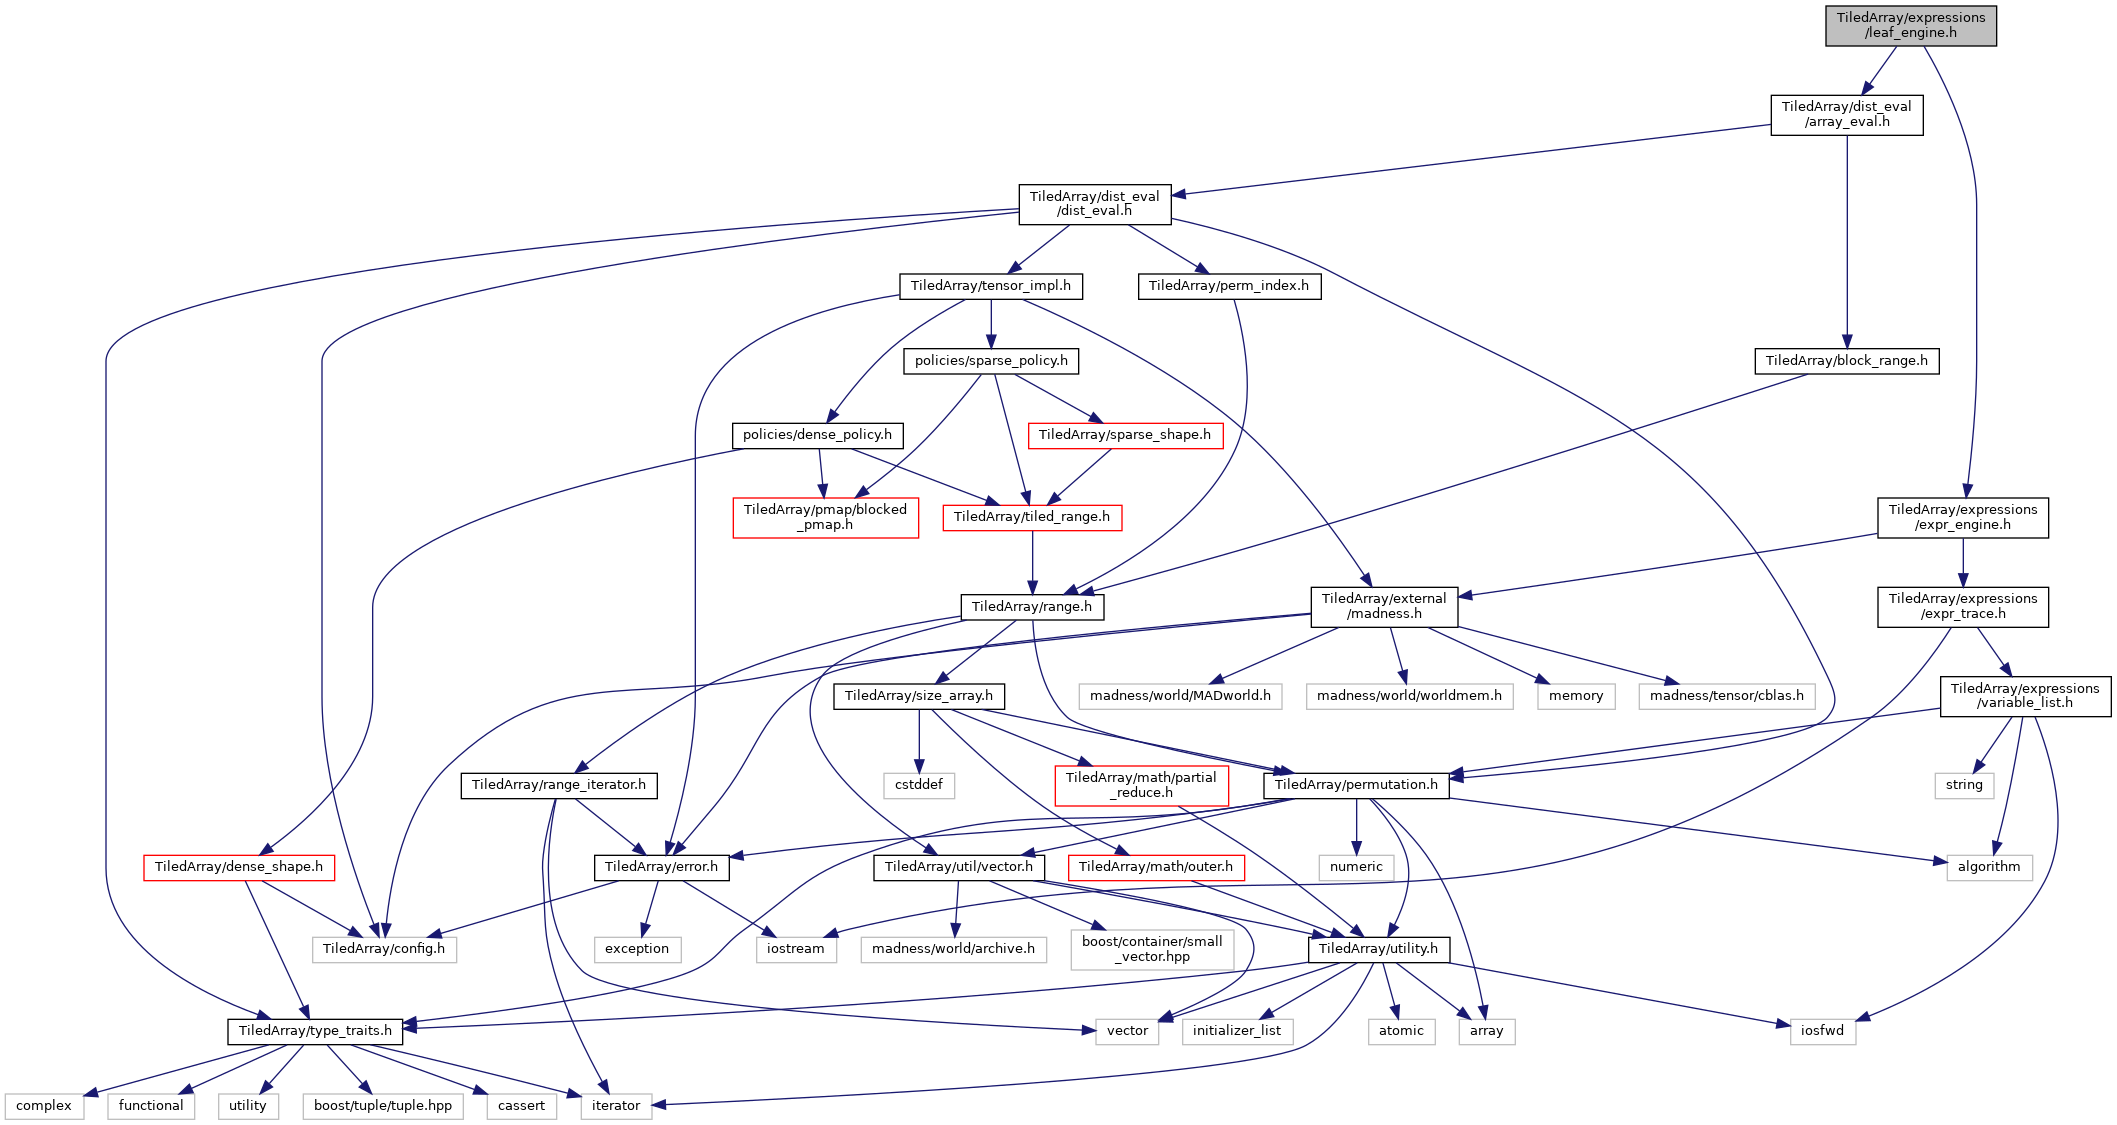 TiledArray/expressions
/leaf_engine.h
TiledArray/dist_eval
/array_eval.h
TiledArray/dist_eval
/dist_eval.h
TiledArray/tensor_impl.h
TiledArray/perm_index.h
policies/sparse_policy.h
TiledArray/block_range.h
policies/dense_policy.h
TiledArray/sparse_shape.h
TiledArray/pmap/blocked
_pmap.h
TiledArray/tiled_range.h
TiledArray/expressions
/expr_engine.h
TiledArray/range.h
TiledArray/external
/madness.h
TiledArray/expressions
/expr_trace.h
TiledArray/size_array.h
madness/world/MADworld.h
madness/world/worldmem.h
memory
madness/tensor/cblas.h
TiledArray/expressions
/variable_list.h
TiledArray/range_iterator.h
cstddef
TiledArray/math/partial
_reduce.h
TiledArray/permutation.h
string
TiledArray/dense_shape.h
TiledArray/error.h
TiledArray/util/vector.h
TiledArray/math/outer.h
numeric
algorithm
TiledArray/config.h
exception
iostream
madness/world/archive.h
boost/container/small
_vector.hpp
TiledArray/utility.h
TiledArray/type_traits.h
vector
initializer_list
atomic
array
iosfwd
complex
functional
utility
boost/tuple/tuple.hpp
cassert
iterator